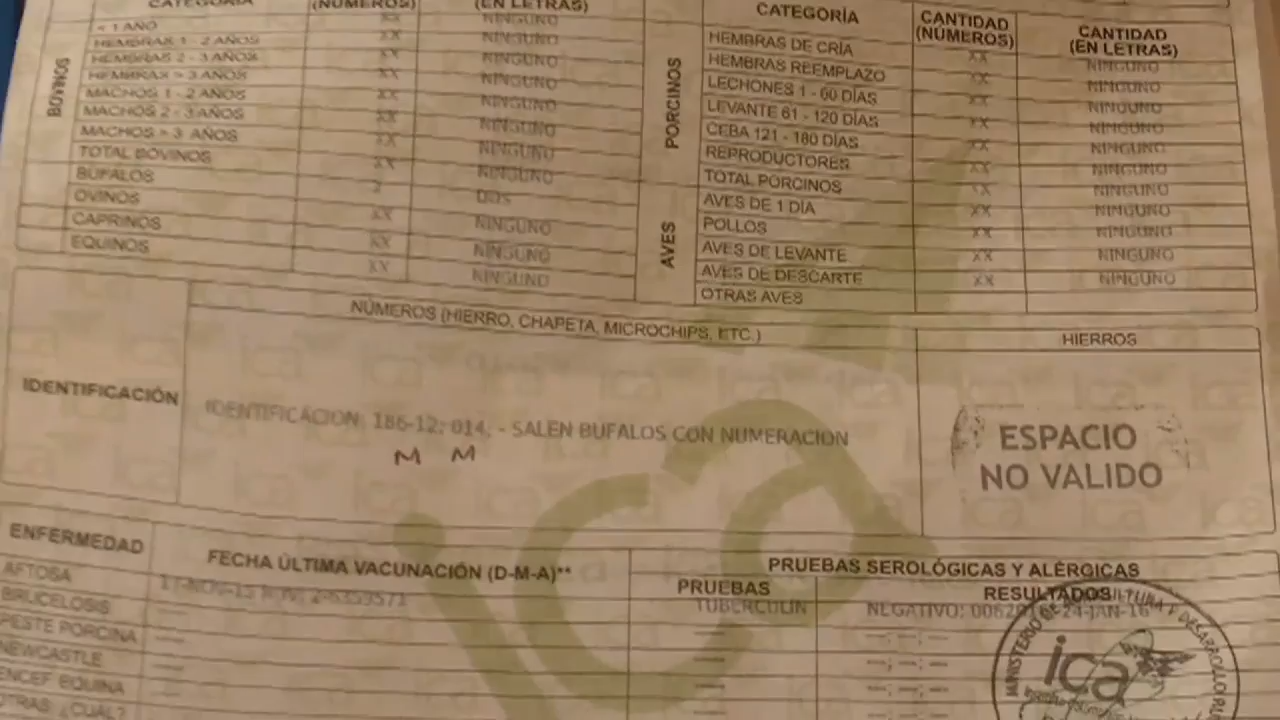 CATEGORÍA (NÚMEROS) (EN LETRAS)
BOVINOS
< 1 AÑO XX NINGUNO
HEMBRAS 1 - 2 AÑOS XX NINGUNO
HEMBRAS 2 - 3 AÑOS XX NINGUNO
HEMBRAS > 3 AÑOS XX NINGUNO
MACHOS 1 - 2 AÑOS XX NINGUNO
MACHOS 2 - 3 AÑOS XX NINGUNO
MACHOS > 3 AÑOS XX NINGUNO
TOTAL BOVINOS XX NINGUNO
BÚFALOS 2 DOS
OVINOS XX NINGUNO
CAPRINOS XX NINGUNO
EQUINOS XX NINGUNO
CATEGORÍA CANTIDAD (NÚMEROS) CANTIDAD (EN LETRAS)
PORCINOS
HEMBRAS DE CRÍA XX NINGUNO
HEMBRAS REEMPLAZO XX NINGUNO
LECHONES 1 - 60 DÍAS XX NINGUNO
LEVANTE 61 - 120 DÍAS XX NINGUNO
CEBA 121 - 180 DÍAS XX NINGUNO
REPRODUCTORES XX NINGUNO
TOTAL PORCINOS XX NINGUNO
AVES
AVES DE 1 DÍA XX NINGUNO
POLLOS XX NINGUNO
AVES DE LEVANTE XX NINGUNO
AVES DE DESCARTE XX NINGUNO
OTRAS AVES
IDENTIFICACIÓN
NÚMEROS (HIERRO, CHAPETA, MICROCHIPS, ETC.)
IDENTIFICACION: 186-12; 014; - SALEN BUFALOS CON NUMERACION
M M
HIERROS
ESPACIO
NO VALIDO
ica
ENFERMEDAD FECHA ÚLTIMA VACUNACIÓN (D-M-A)**
AFTOSA
BRUCELOSIS
PESTE PORCINA
NEWCASTLE
ENCEF EQUINA
OTRAS ¿CUÁL?
PRUEBAS SEROLÓGICAS Y ALÉRGICAS
PRUEBAS RESULTADOS
TUBERCULIN NEGATIVO: 24-JAN-16
MINISTERIO DE
ica